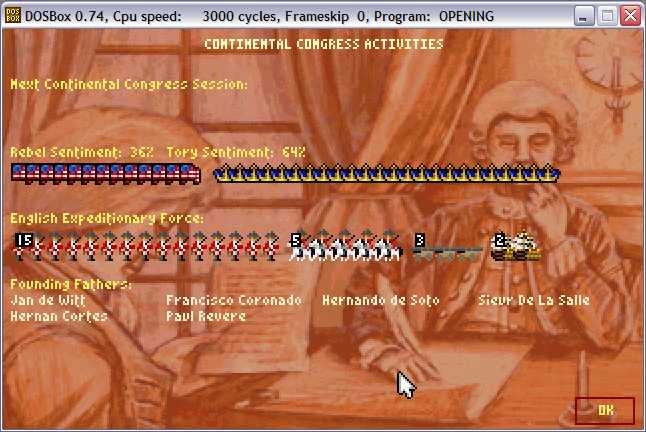 DOSBox 0.74, Cpu speed: 3000 cycles, Frameskip 0, Program: OPENING
CONTINENTAL CONGRESS ACTIVITIES
Next Continental Congress Session:
Rebel Sentiment: 36% Tory Sentiment: 64%
English Expeditionary Force:
15 5 3 2
Founding Fathers:
Jan de Witt Francisco Coronado Hernando de Soto Sieur De La Salle
Hernan Cortes Paul Revere
OK